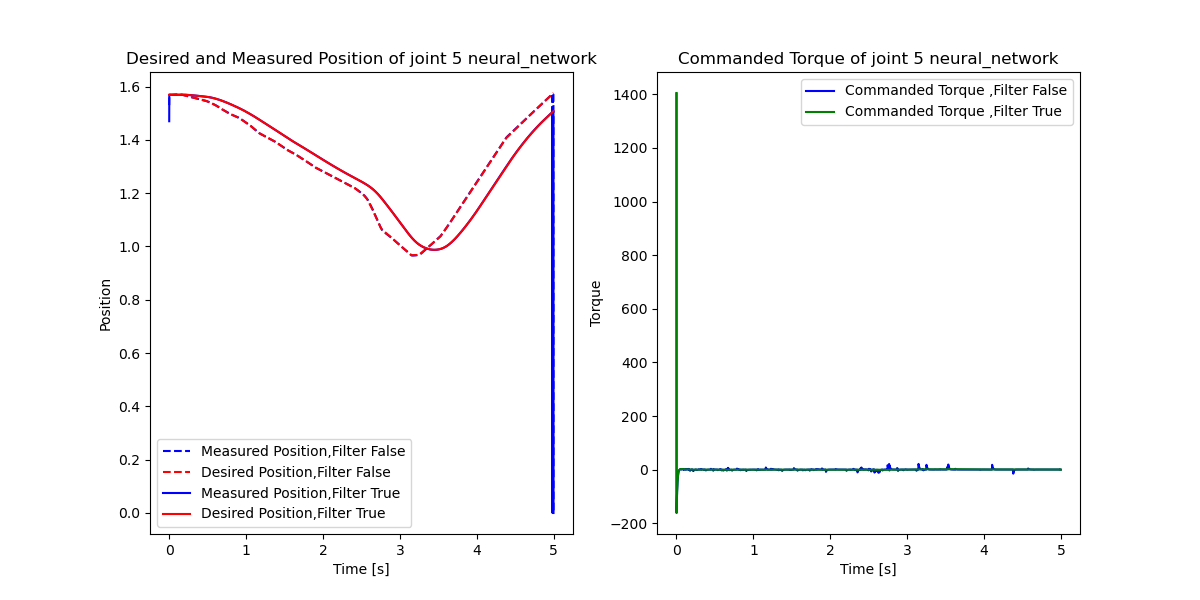 Desired and Measured Position of joint 5 neural_network
Position
1.6
1.4
1.2
1.0
0.8
0.6
0.4
0.2
0.0
Measured Position,Filter False
Desired Position,Filter False
Measured Position,Filter True
Desired Position,Filter True
0 1 2 3 4 5
Time [s]
Commanded Torque of joint 5 neural_network
Torque
1400
1200
1000
800
600
400
200
0
−200
Commanded Torque ,Filter False
Commanded Torque ,Filter True
0 1 2 3 4 5
Time [s]